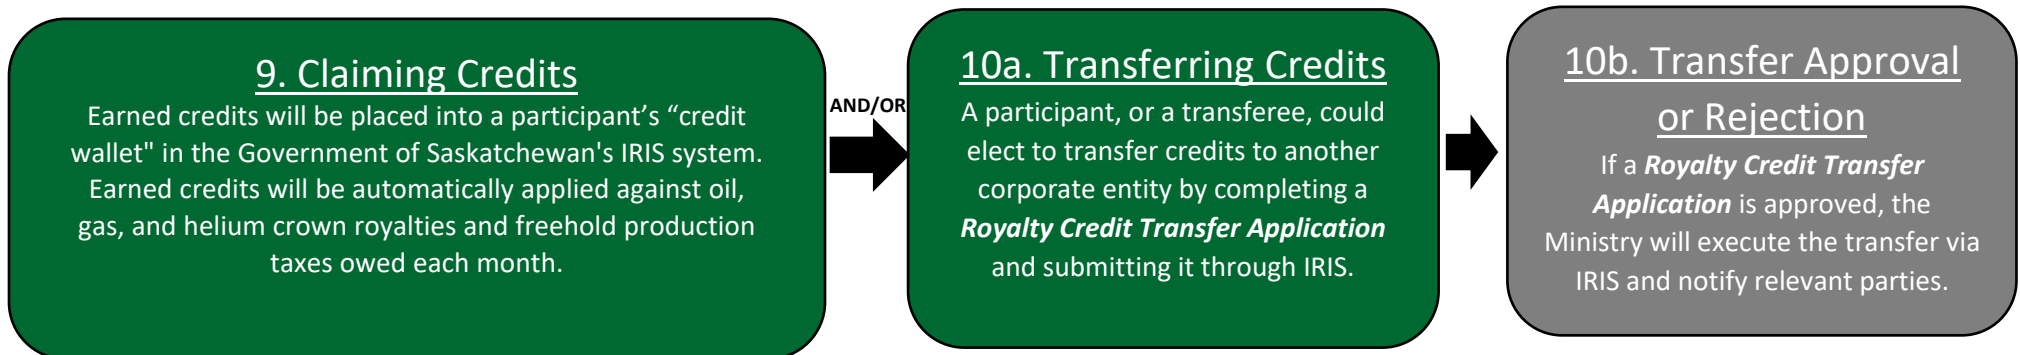 9. Claiming Credits
Earned credits will be placed into a participant’s “credit
wallet" in the Government of Saskatchewan's IRIS system.
Earned credits will be automatically applied against oil,
gas, and helium crown royalties and freehold production
taxes owed each month.
AND/OR
10a. Transferring Credits
A participant, or a transferee, could
elect to transfer credits to another
corporate entity by completing a
Royalty Credit Transfer Application
and submitting it through IRIS.
10b. Transfer Approval
or Rejection
If a Royalty Credit Transfer
Application is approved, the
Ministry will execute the transfer via
IRIS and notify relevant parties.